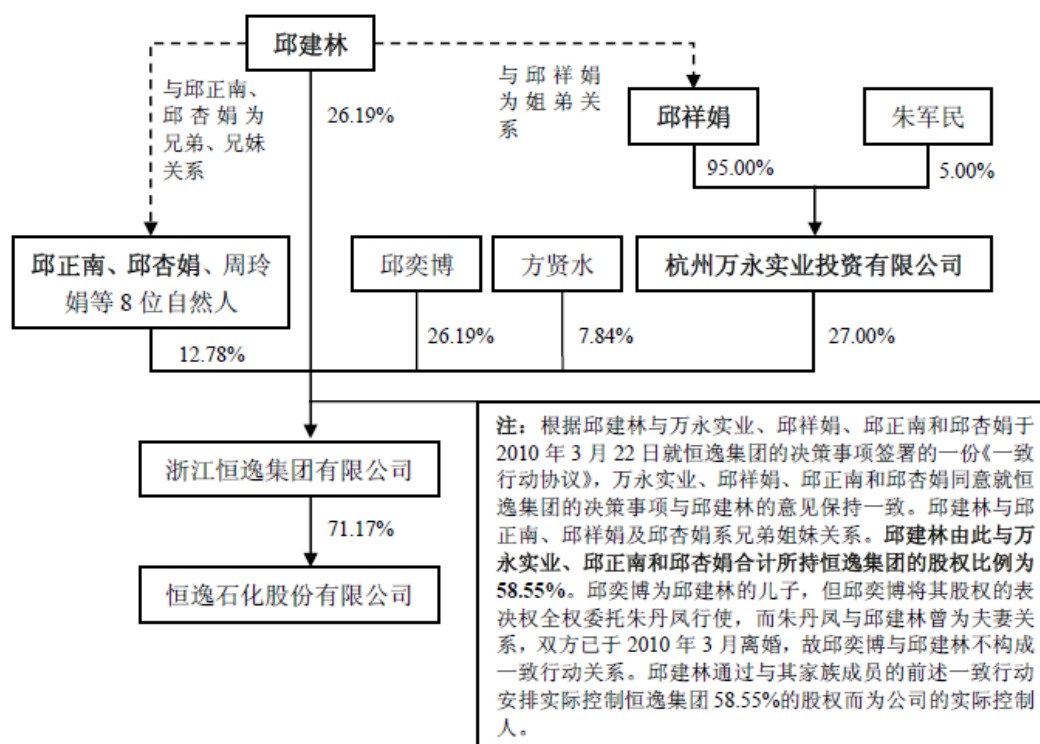 邱建林
与邱正南、
邱杏娟为
兄弟、兄妹
关系
26.19%
与邱祥娟
为姐弟关
系
邱祥娟
朱军民
95.00%
5.00%
邱正南、邱杏娟、周玲
娟等8位自然人
邱奕博
方贤水
杭州万永实业投资有限公司
12.78%
26.19%
7.84%
27.00%
浙江恒逸集团有限公司
71.17%
恒逸石化股份有限公司
注：根据邱建林与万永实业、邱祥娟、邱正南和邱杏娟于
2010年3月22日就恒逸集团的决策事项签署的一份《一致
行动协议》，万永实业、邱祥娟、邱正南和邱杏娟同意就恒
逸集团的决策事项与邱建林的意见保持一致。邱建林与邱
正南、邱祥娟及邱杏娟系兄弟姐妹关系。邱建林由此与万
永实业、邱正南和邱杏娟合计所持恒逸集团的股权比例为
58.55%。邱奕博为邱建林的儿子，但邱奕博将其股权的表
决权全权委托朱丹凤行使，而朱丹凤与邱建林曾为夫妻关
系，双方已于2010年3月离婚，故邱奕博与邱建林不构成
一致行动关系。邱建林通过与其家族成员的前述一致行动
安排实际控制恒逸集团58.55%的股权而为公司的实际控制
人。